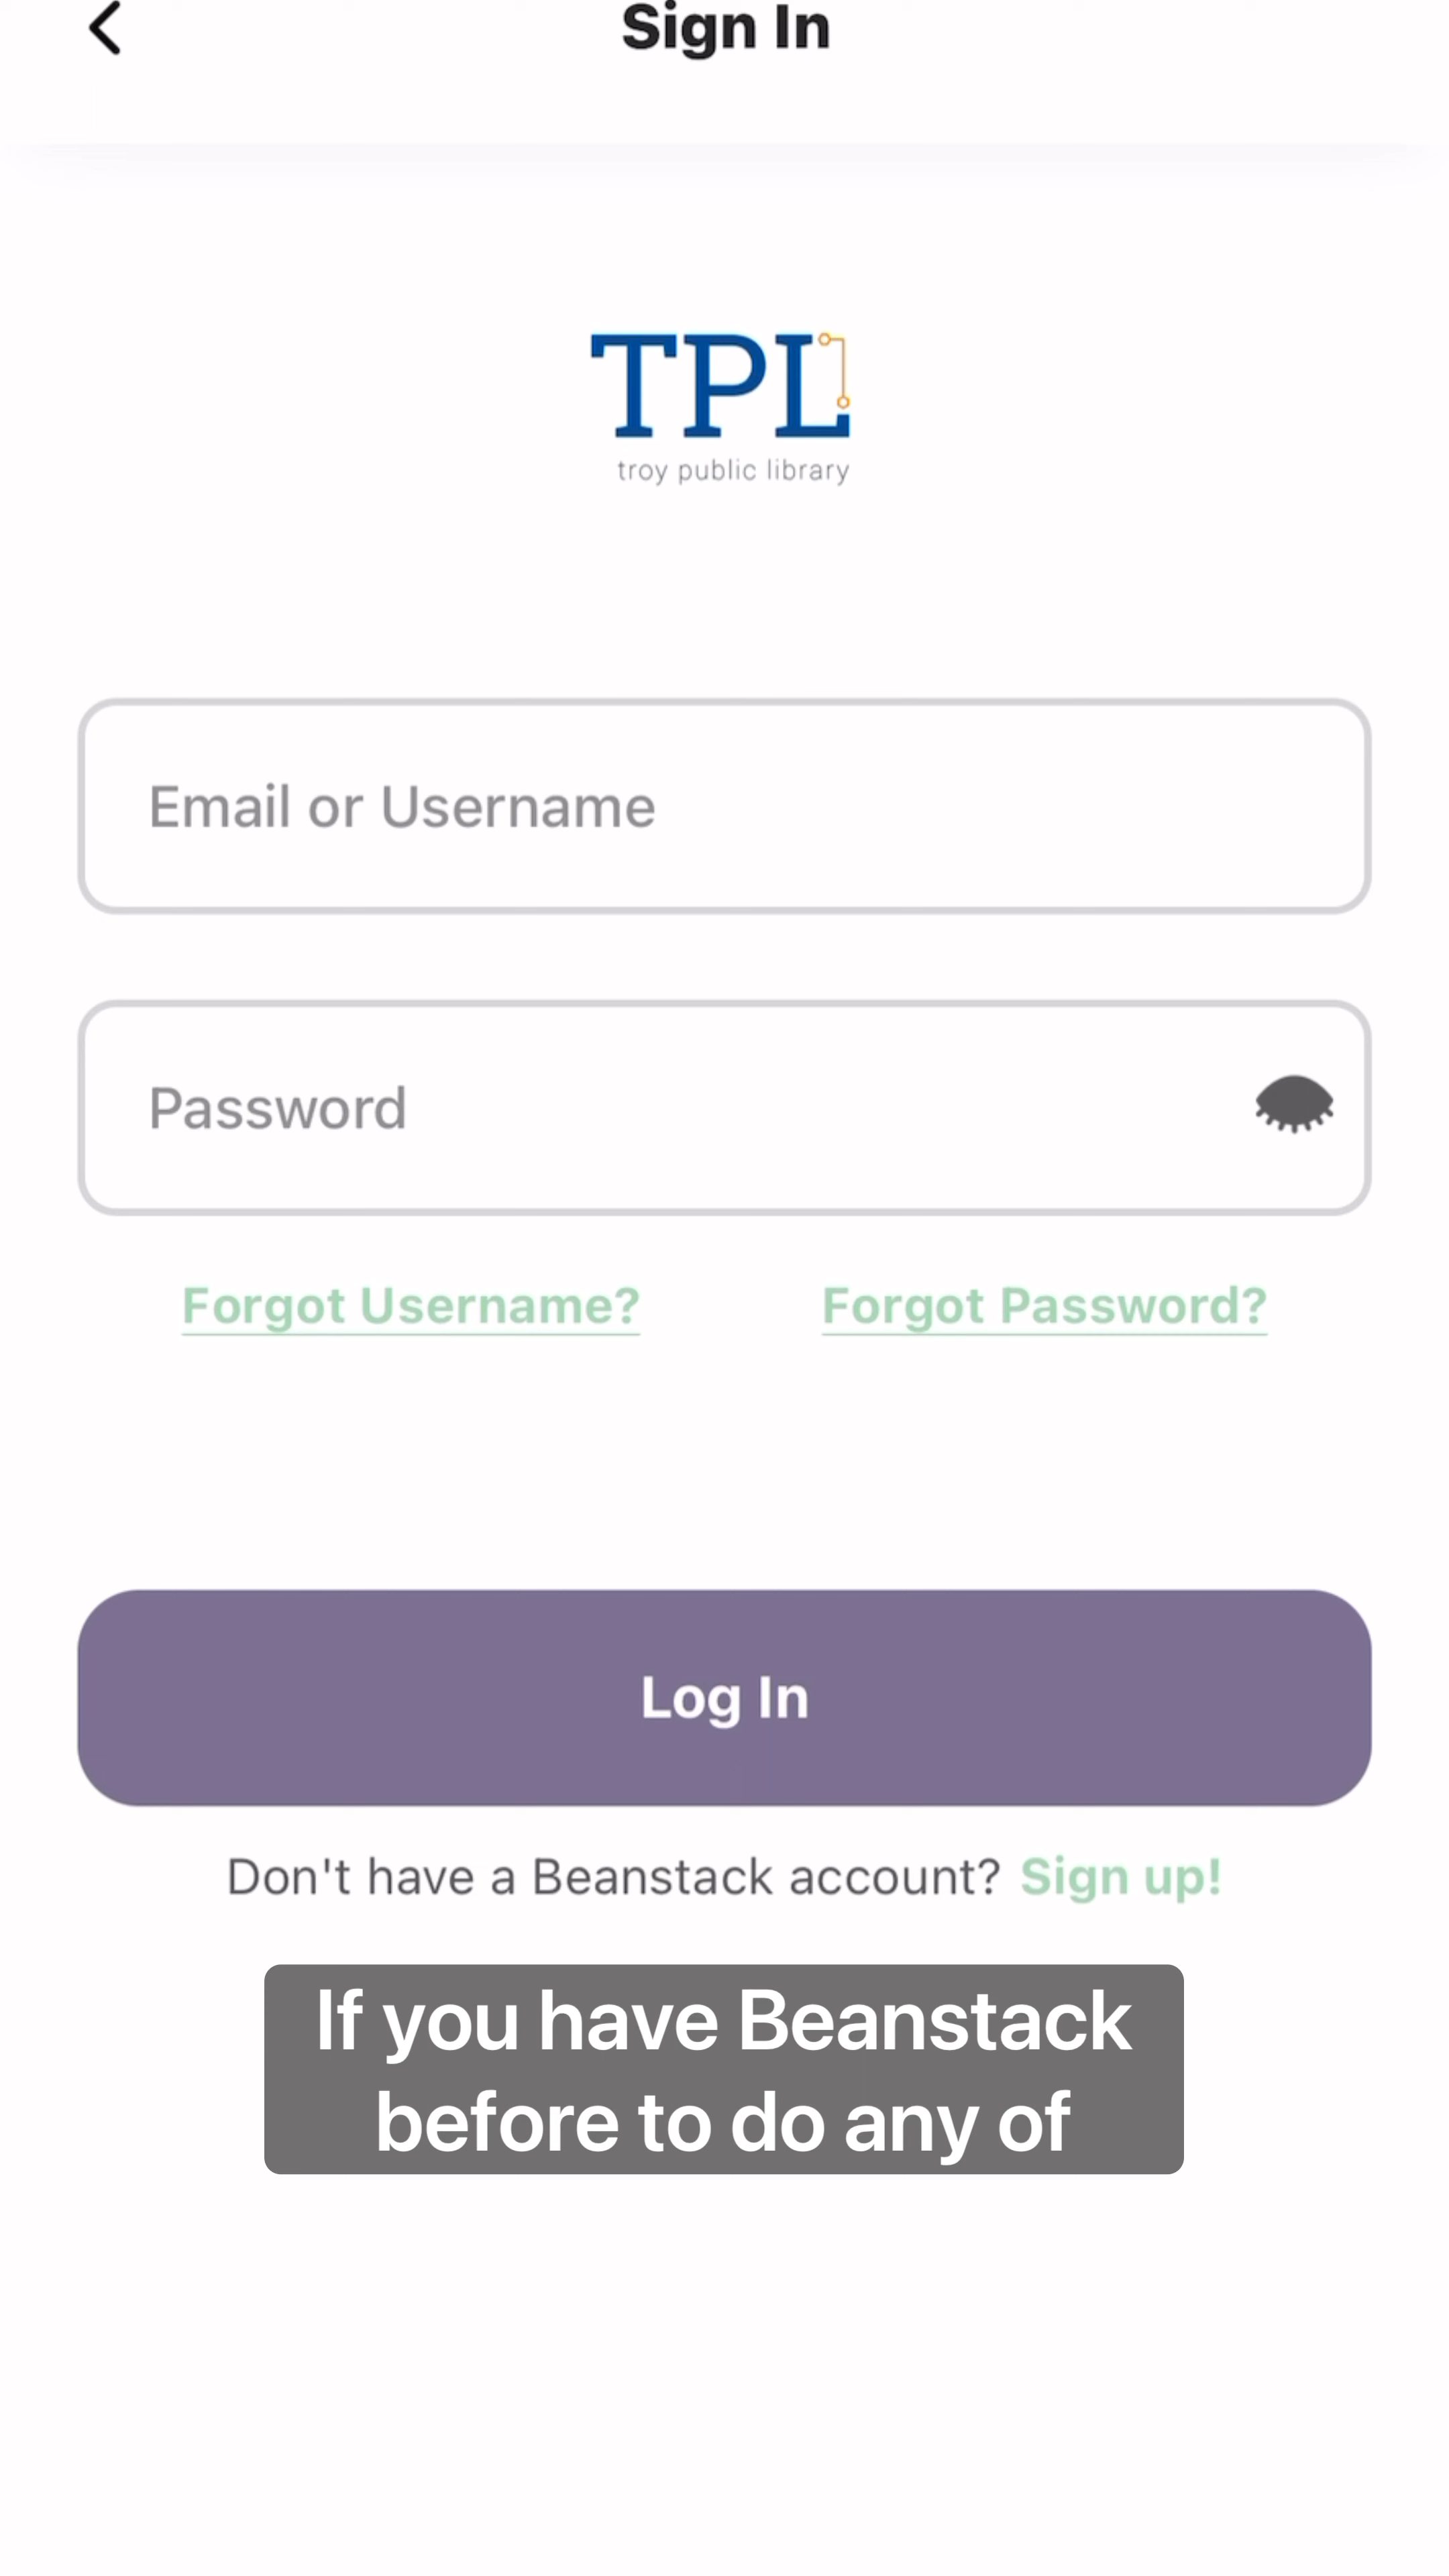 Sign In
TPL
troy public library
Email or Username
Password
Forgot Username? Forgot Password?
Log In
Don't have a Beanstack account? Sign up!
If you have Beanstack
before to do any of